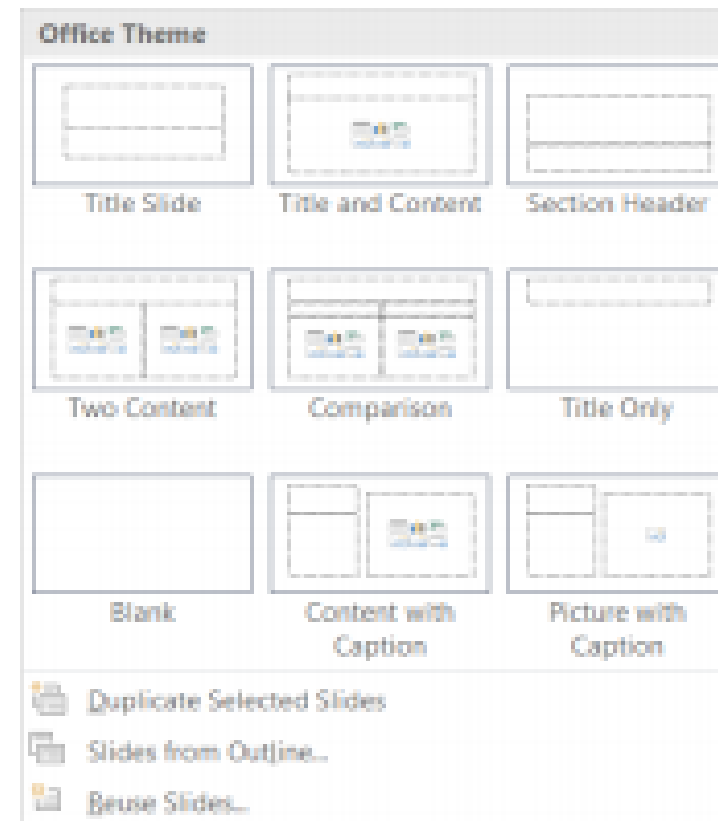 Office Theme
Title Slide
Title and Content
Section Header
Two Content
Comparison
Title Only
Blank
Content with
Caption
Picture with
Caption
Duplicate Selected Slides
Slides from Outline...
Reuse Slides...